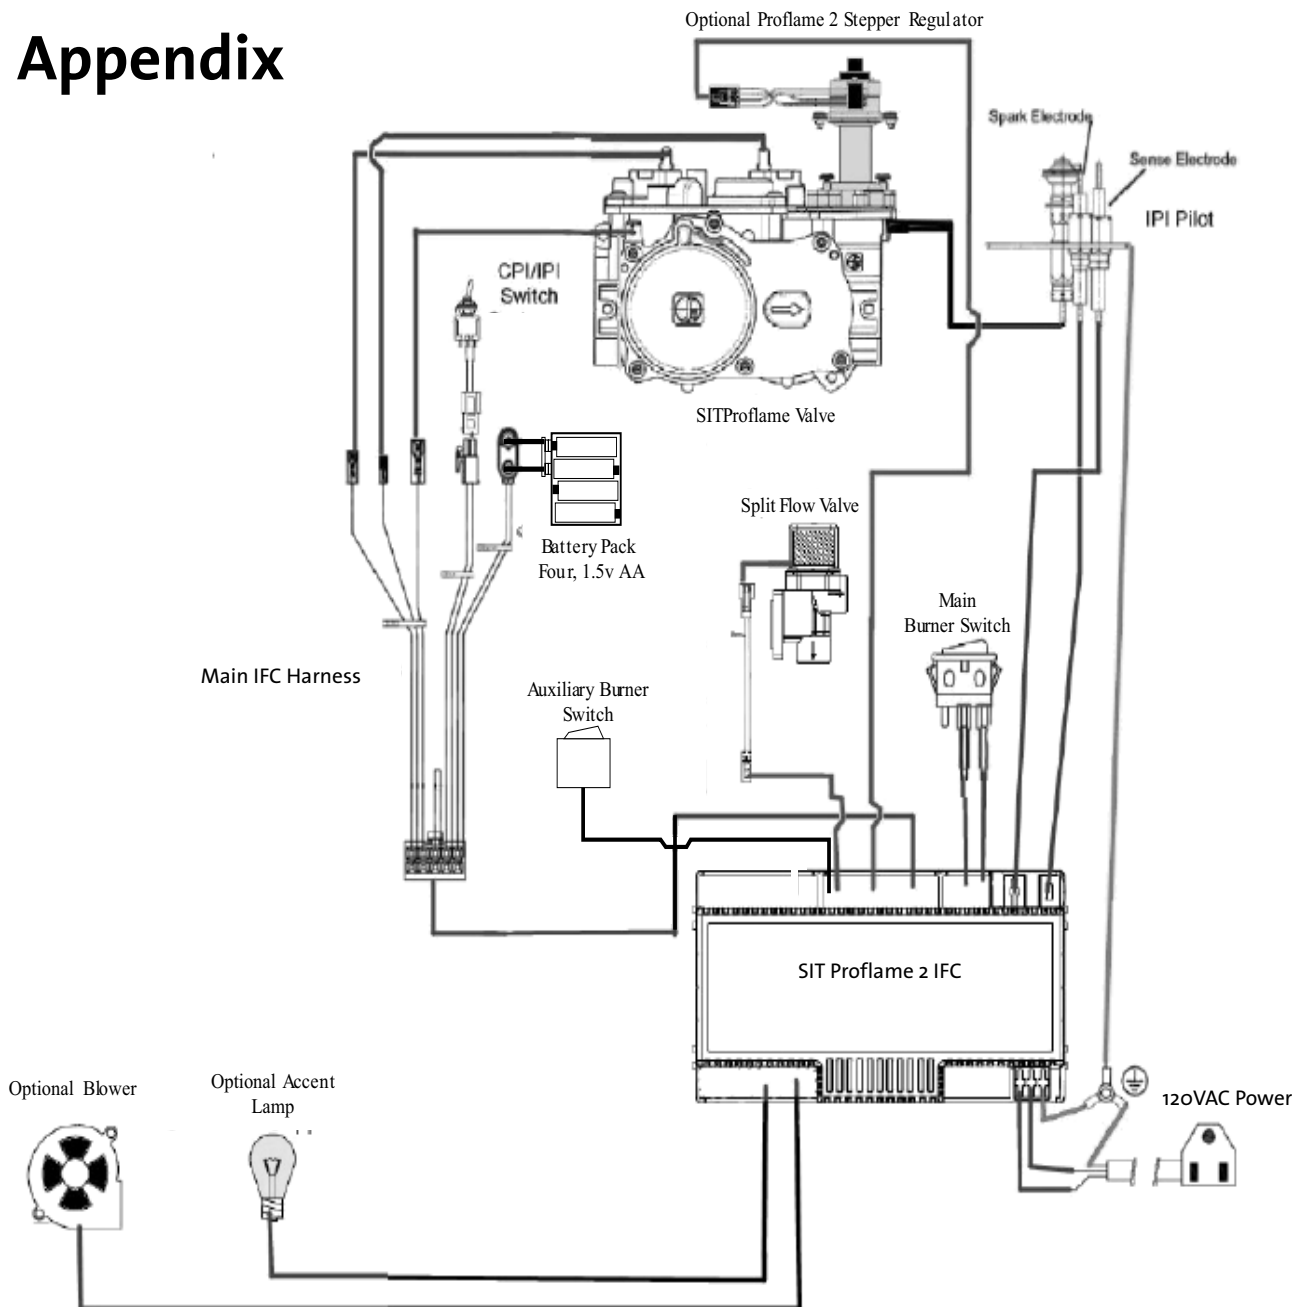 Optional Proflame 2 Stepper Regulator
Appendix
Spark Electrode
Sense Electrode
IPI Pilot
CPI/IPI
Switch
SITProflame Valve
Split Flow Valve
Battery Pack
Four, 1.5v AA
Main
Burner Switch
Main IFC Harness
Auxiliary Burner
Switch
SIT Proflame 2 IFC
Optional Blower
Optional Accent
Lamp
120VAC Power